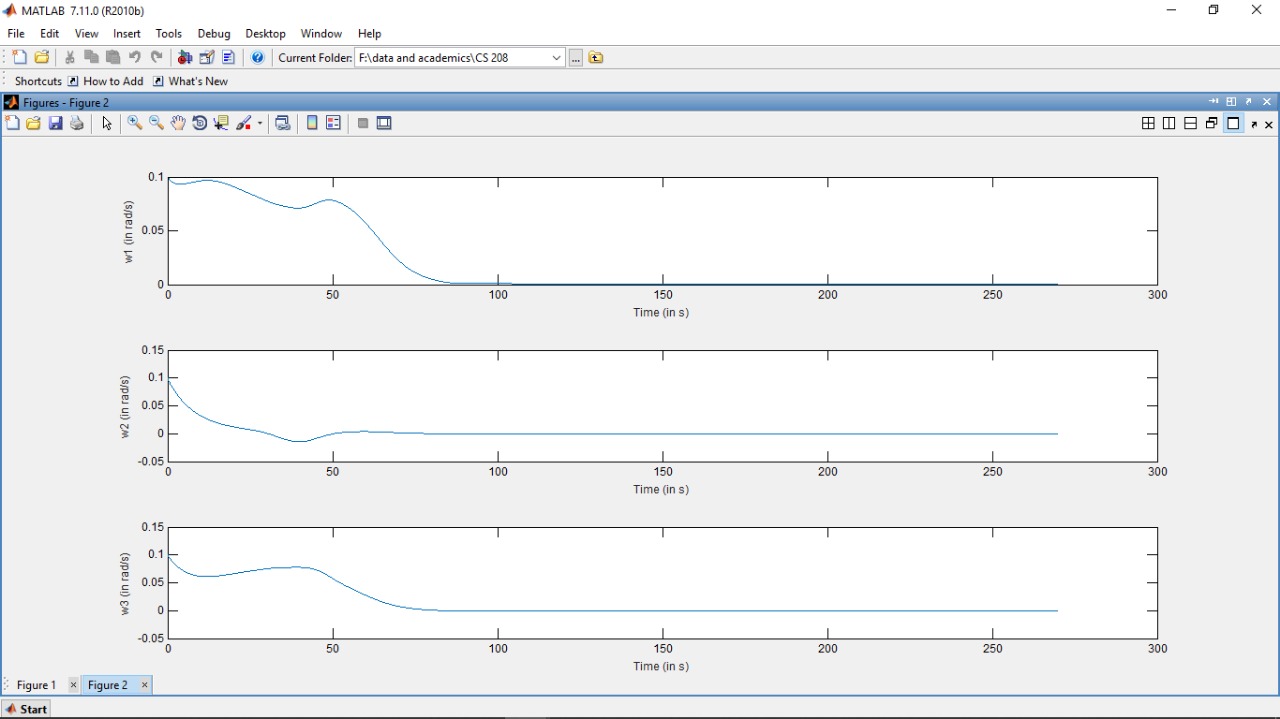 MATLAB 7.11.0 (R2010b)
File Edit View Insert Tools Debug Desktop Window Help
Current Folder: F:\data and academics\CS 208 ...
Shortcuts How to Add What's New
Figures - Figure 2
0.1
0.05
0
w1 (in rad/s)
0 50 100 150 200 250 300
Time (in s)
0.15
0.1
0.05
0
-0.05
w2 (in rad/s)
0 50 100 150 200 250 300
Time (in s)
0.15
0.1
0.05
0
-0.05
w3 (in rad/s)
0 50 100 150 200 250 300
Time (in s)
Figure 1 Figure 2
Start